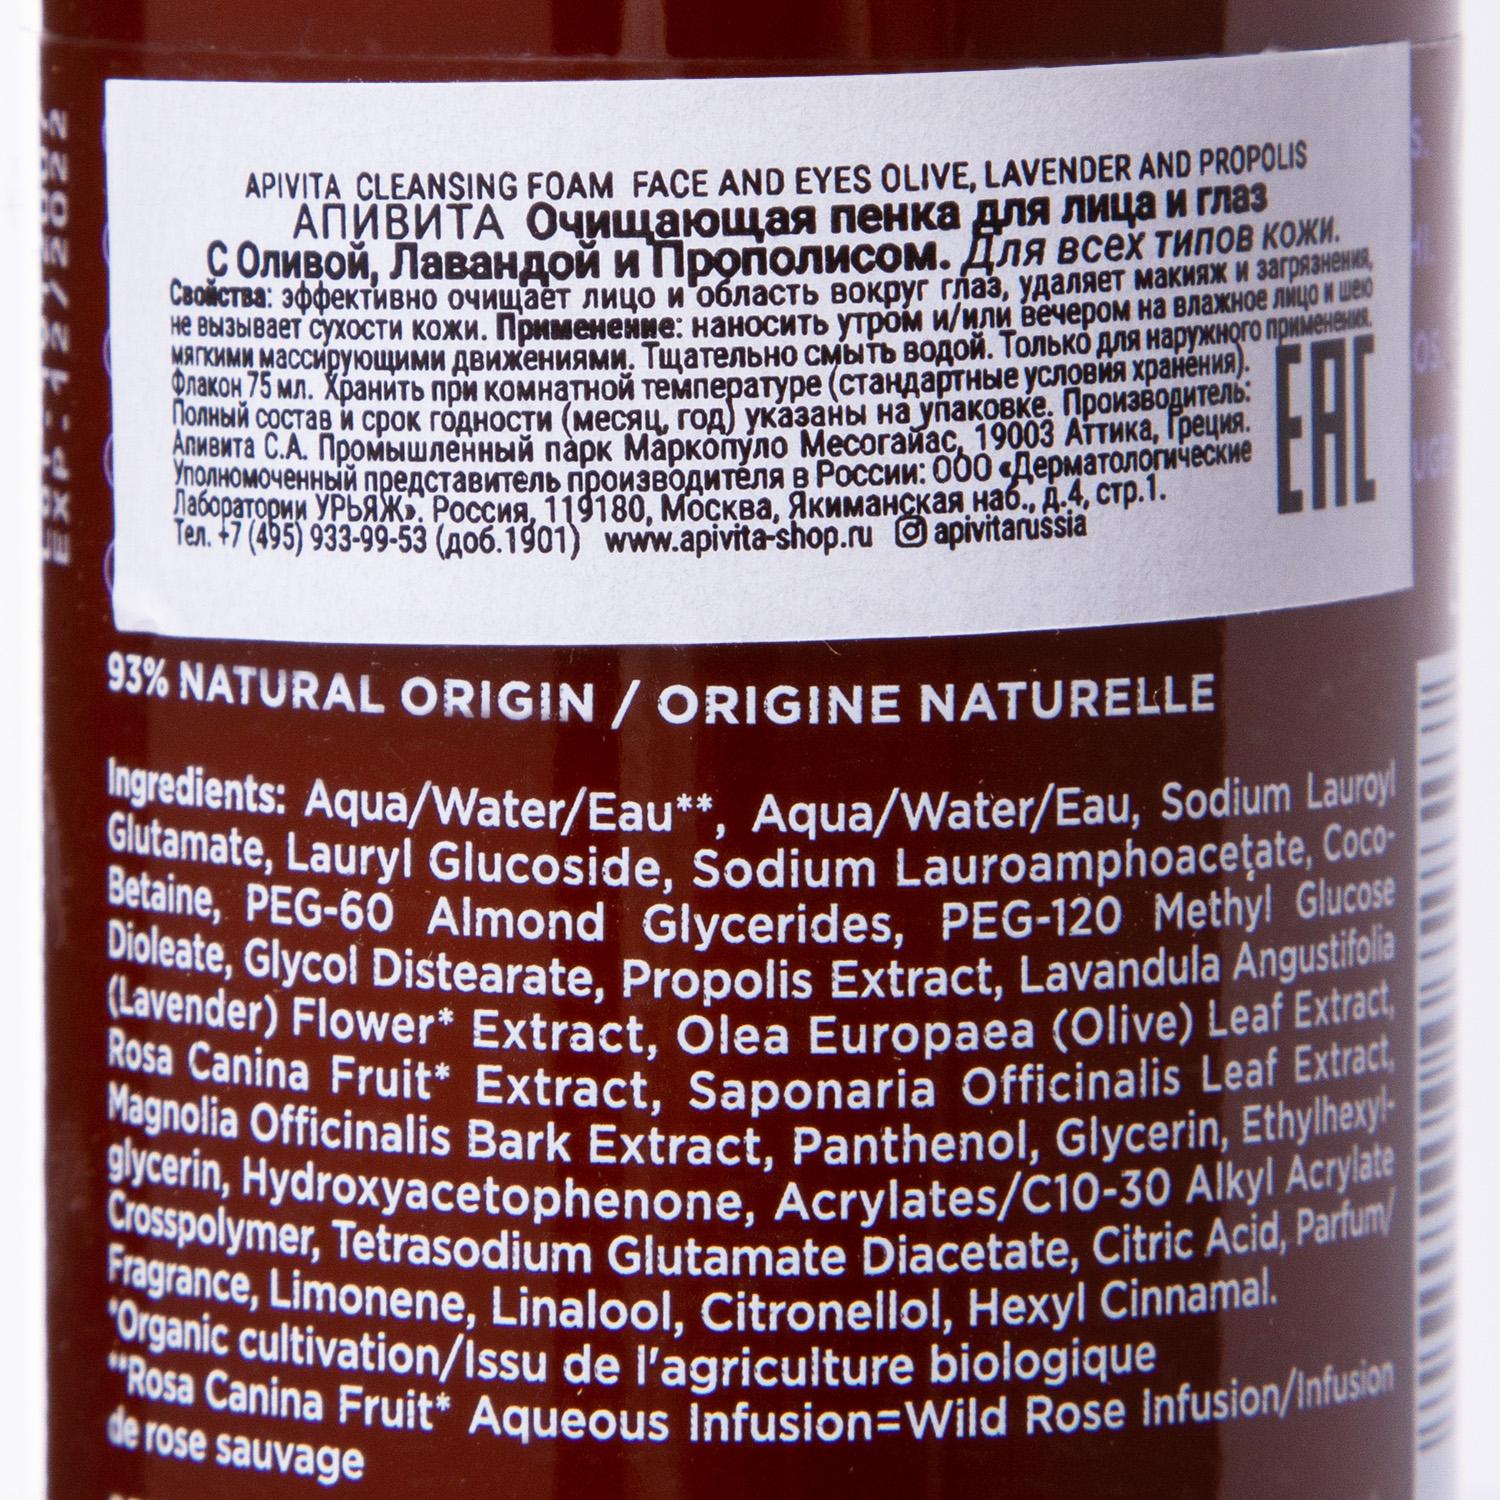 APIVITA CLEANSING FOAM FACE AND EYES OLIVE, LAVENDER AND PROPOLIS
АПИВИТА Очищающая пенка для лица и глаз
С Оливой, Лавандой и Прополисом. Для всех типов кожи.
Свойства: эффективно очищает лицо и область вокруг глаз, удаляет макияж и загрязнения,
не вызывает сухости кожи. Применение: наносить утром и/или вечером на влажное лицо и шею
мягкими массирующими движениями. Тщательно смыть водой. Только для наружного применения.
Флакон 75 мл. Хранить при комнатной температуре (стандартные условия хранения).
Полный состав и срок годности (месяц, год) указаны на упаковке. Производитель:
Апивита С.А. Промышленный парк Маркопуло Месогайас, 19003 Аттика, Греция.
Уполномоченный представитель производителя в России: ООО «Дерматологические
Лаборатории УРЬЯЖ». Россия, 119180, Москва, Якиманская наб., д.4, стр.1.
Тел. +7 (495) 933-99-53 (доб.1901) www.apivita-shop.ru apivitarussia
EAC
Exp.:12/2022
93% NATURAL ORIGIN / ORIGINE NATURELLE
Ingredients: Aqua/Water/Eau**, Aqua/Water/Eau, Sodium Lauroyl
Glutamate, Lauryl Glucoside, Sodium Lauroamphoacetate, Coco-
Betaine, PEG-60 Almond Glycerides, PEG-120 Methyl Glucose
Dioleate, Glycol Distearate, Propolis Extract, Lavandula Angustifolia
(Lavender) Flower* Extract, Olea Europaea (Olive) Leaf Extract,
Rosa Canina Fruit* Extract, Saponaria Officinalis Leaf Extract,
Magnolia Officinalis Bark Extract, Panthenol, Glycerin, Ethylhexyl-
glycerin, Hydroxyacetophenone, Acrylates/C10-30 Alkyl Acrylate
Crosspolymer, Tetrasodium Glutamate Diacetate, Citric Acid, Parfum/
Fragrance, Limonene, Linalool, Citronellol, Hexyl Cinnamal.
*Organic cultivation/Issu de l'agriculture biologique
**Rosa Canina Fruit* Aqueous Infusion=Wild Rose Infusion/Infusion
de rose sauvage